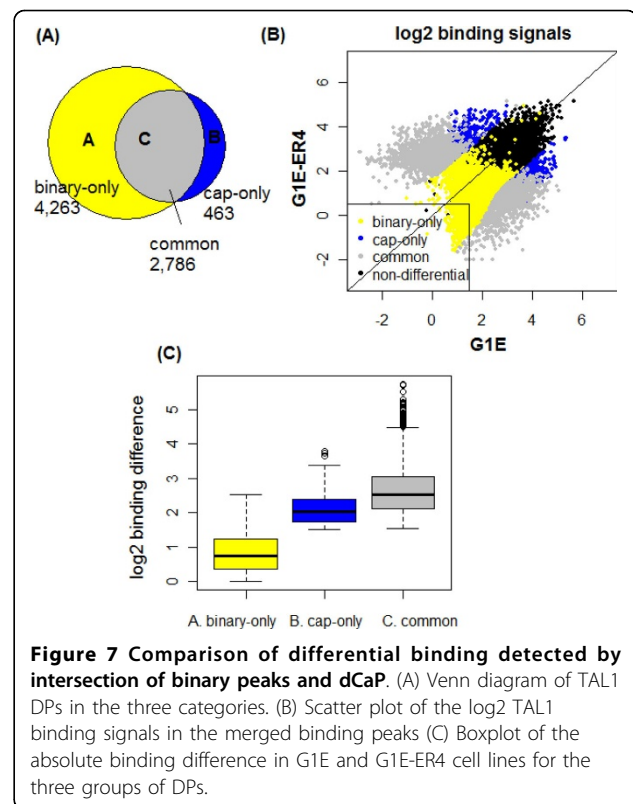 (A)
A
C
B
binary-only
4,263
cap-only
463
common
2,786
(B)
log2 binding signals
G1E-ER4
6
4
2
0
-2
binary-only
cap-only
common
non-differential
-2 0 2 4 6
G1E
(C)
log2 binding difference
5
4
3
2
1
0
A. binary-only B. cap-only C. common
Figure 7 Comparison of differential binding detected by
intersection of binary peaks and dCaP. (A) Venn diagram of TAL1
DPs in the three categories. (B) Scatter plot of the log2 TAL1
binding signals in the merged binding peaks (C) Boxplot of the
absolute binding difference in G1E and G1E-ER4 cell lines for the
three groups of DPs.